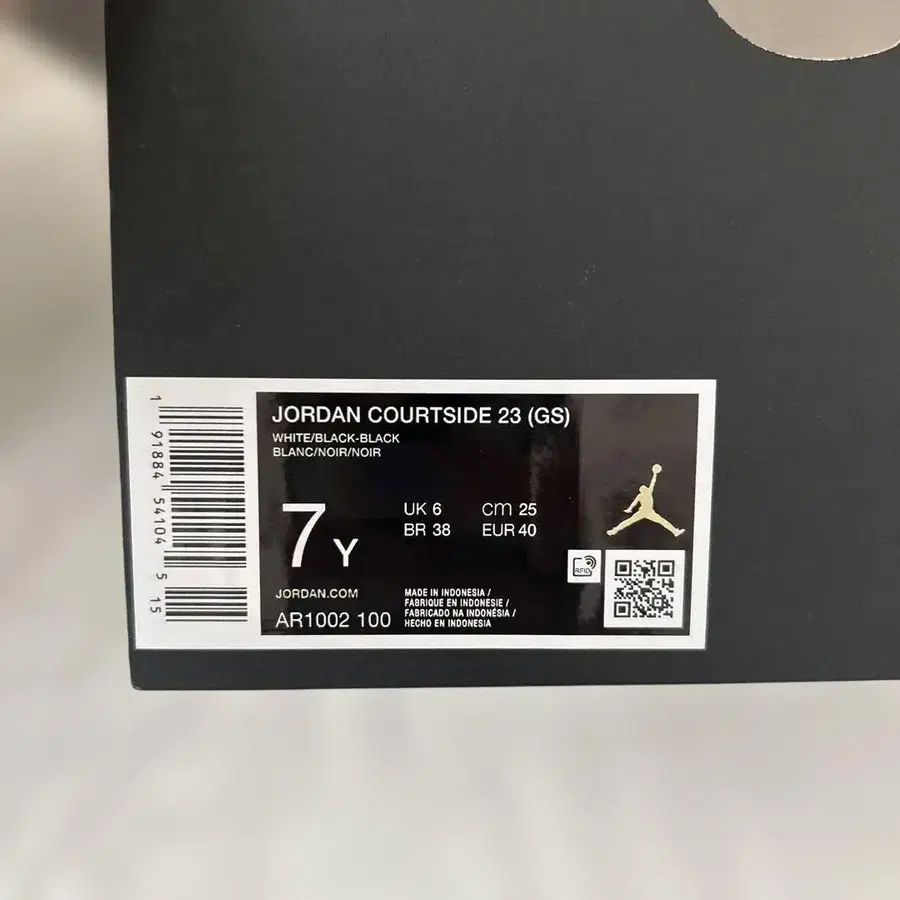 JORDAN COURTSIDE 23 (GS)
WHITE/BLACK-BLACK
BLANC/NOIR/NOIR
7 Y
UK 6 cm 25
BR 38 EUR 40
RFID
JORDAN.COM
AR1002 100
MADE IN INDONESIA /
FABRIQUE EN INDONESIE /
FABRICADO NA INDONÉSIA /
HECHO EN INDONESIA
1 91884 54104 5 15